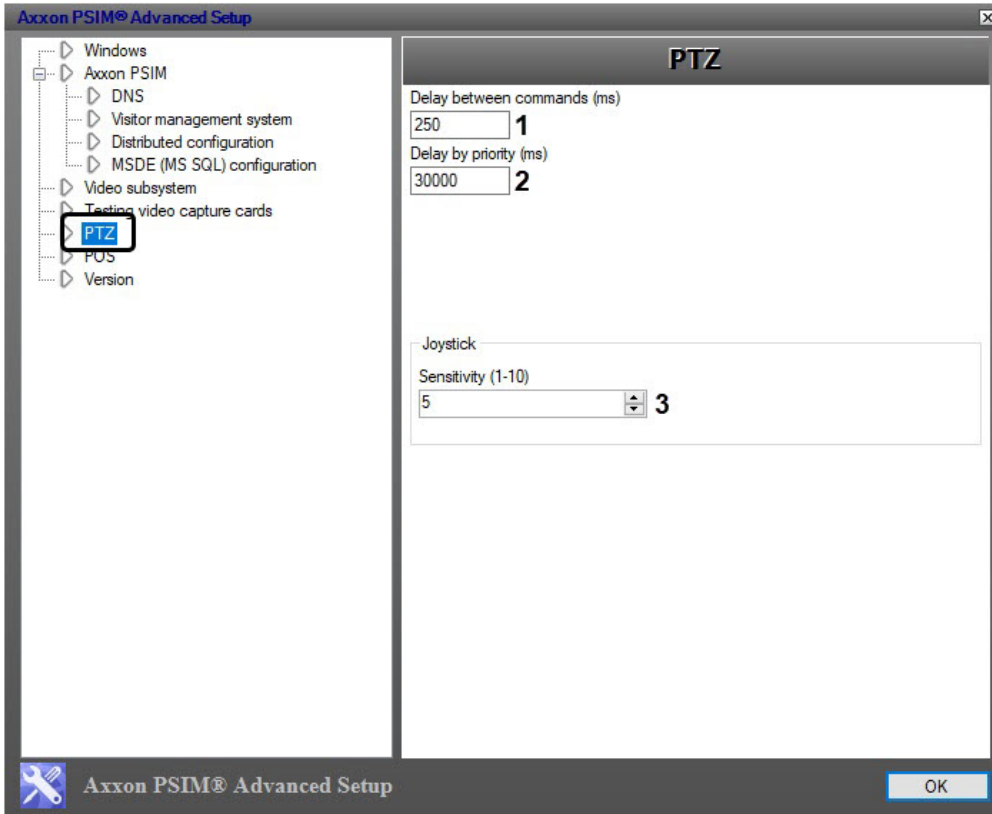 Axxon PSIM® Advanced Setup
Windows
Axxon PSIM
DNS
Visitor management system
Distributed configuration
MSDE (MS SQL) configuration
Video subsystem
Testing video capture cards
PTZ
POS
Version
PTZ
Delay between commands (ms)
250 1
Delay by priority (ms)
30000 2
Joystick
Sensitivity (1-10)
5 3
Axxon PSIM® Advanced Setup
OK